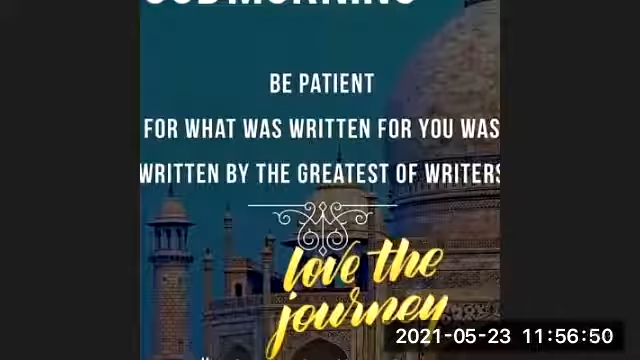 BE PATIENT
FOR WHAT WAS WRITTEN FOR YOU WAS
WRITTEN BY THE GREATEST OF WRITERS
love the
journey
2021-05-23 11:56:50